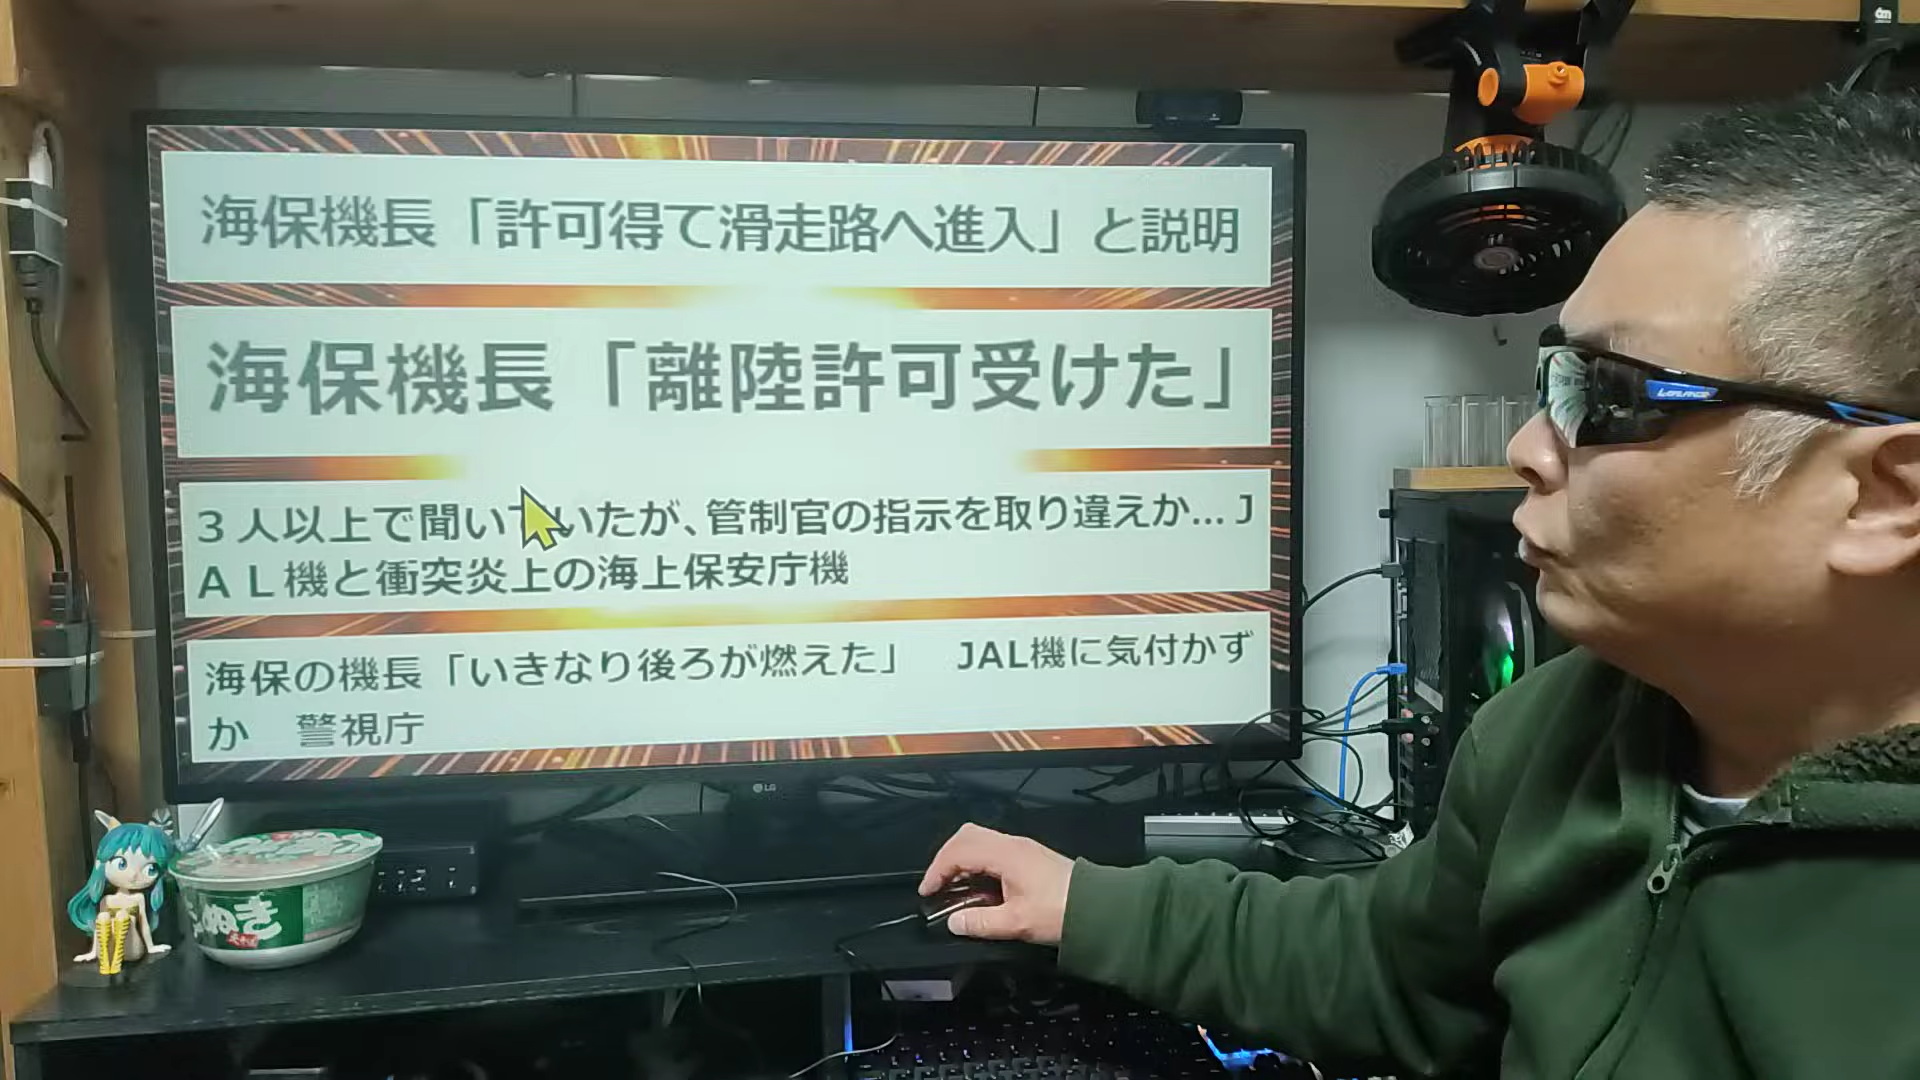 海保機長「許可得て滑走路へ進入」と説明
海保機長「離陸許可受けた」
３人以上で聞いていたが、管制官の指示を取り違えか…Ｊ
ＡＬ機と衝突炎上の海上保安庁機
海保の機長「いきなり後ろが燃えた」　JAL機に気付かず
か　警視庁
LG
ぬき